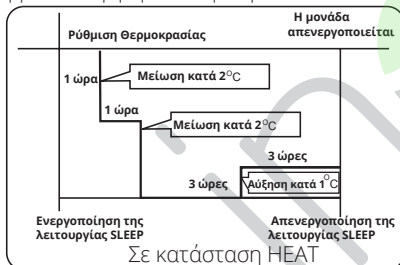 Η μονάδα
απενεργοποιείται
Ρύθμιση Θερμοκρασίας
1 ώρα
Μείωση κατά 2°C
1 ώρα
Μείωση κατά 2°C
3 ώρες
3 ώρες
Αύξηση κατά 1°C
Ενεργοποίηση της
λειτουργίας SLEEP
Απενεργοποίηση της
λειτουργίας SLEEP
Σε κατάσταση HEAT